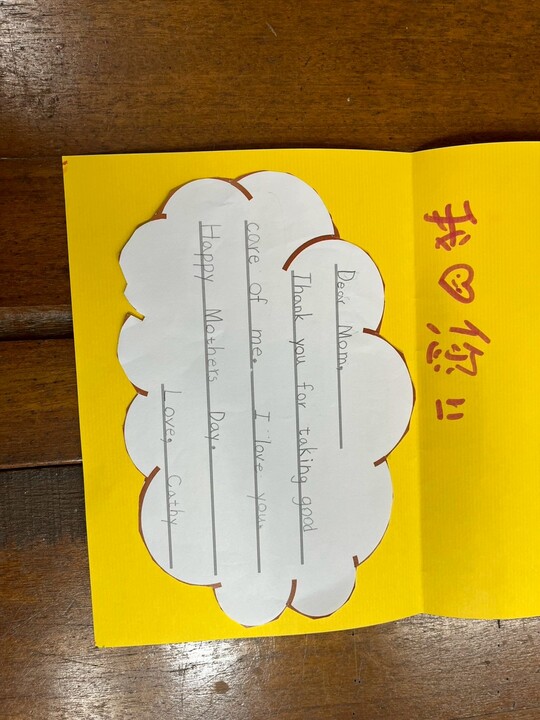 我♡您!!
Dear Mom,
Thank you for taking good
care of me. I love you.
Happy Mothers Day.
Love, Cathy